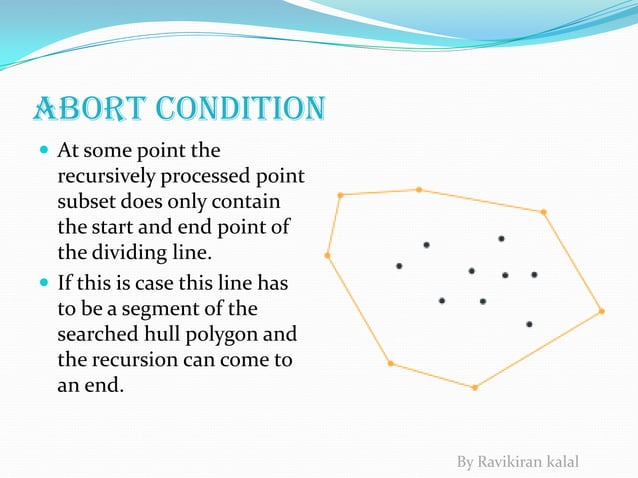 ABORT CONDITION
At some point the
recursively processed point
subset does only contain
the start and end point of
the dividing line.
If this is case this line has
to be a segment of the
searched hull polygon and
the recursion can come to
an end.
By Ravikiran kalal